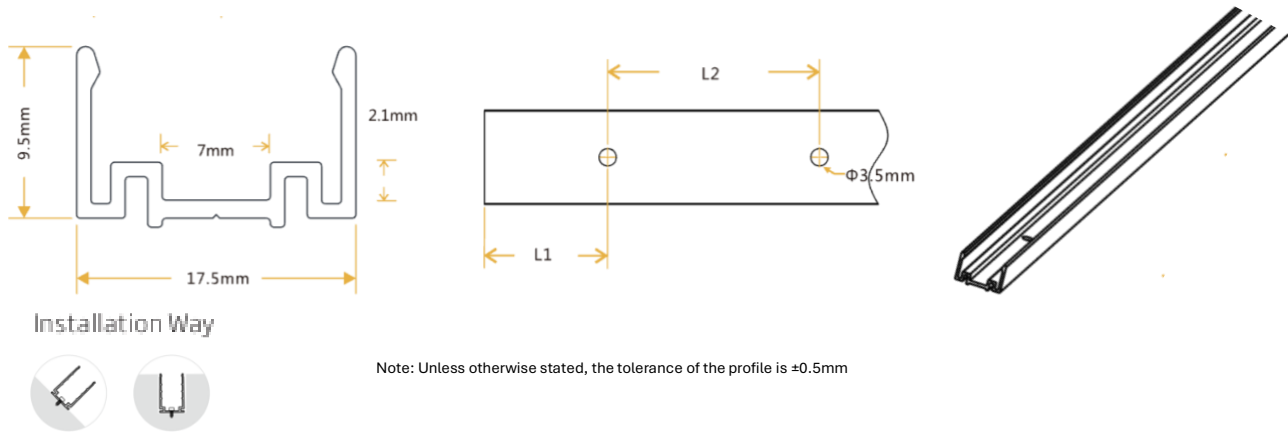 9.5mm
7mm
2.1mm
17.5mm
L2
Φ3.5mm
L1
Installation Way
Note: Unless otherwise stated, the tolerance of the profile is ±0.5mm